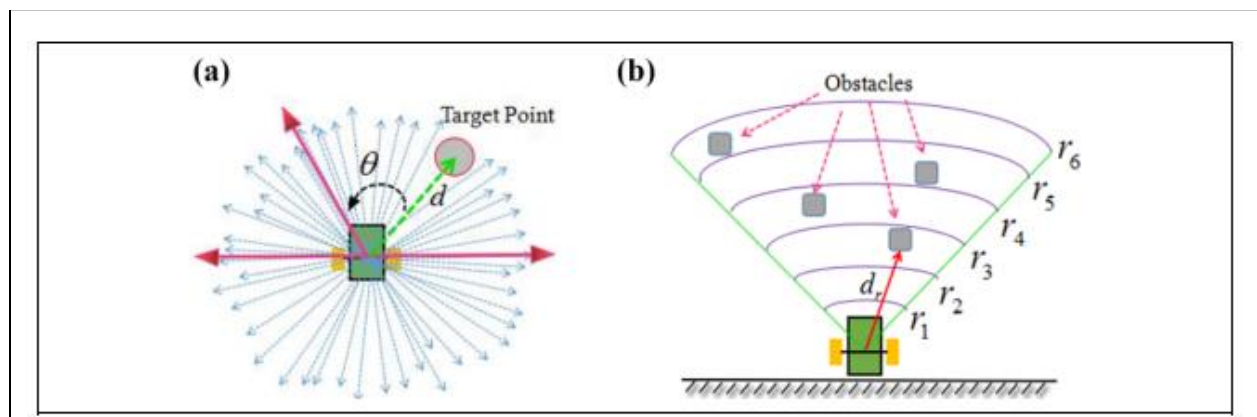 (a)
Target Point
θ
d
(b)
Obstacles
r6
r5
r4
r3
r2
r1
dr